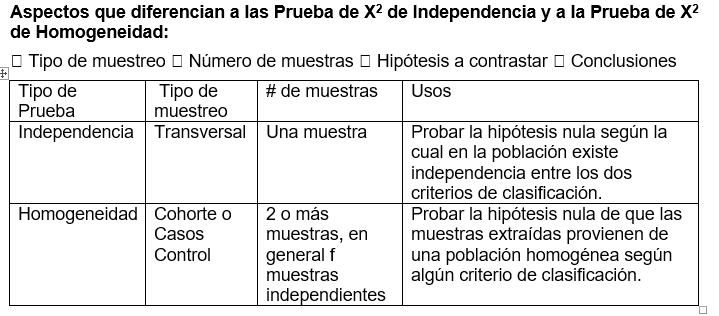 Aspectos que diferencian a las Prueba de X² de Independencia y a la Prueba de X²
de Homogeneidad:
□ Tipo de muestreo □ Número de muestras □ Hipótesis a contrastar □ Conclusiones
Tipo de
Prueba
Tipo de
muestreo
# de muestras
Usos
Independencia
Transversal
Una muestra
Probar la hipótesis nula según la
cual en la población existe
independencia entre los dos
criterios de clasificación.
Homogeneidad
Cohorte o
Casos
Control
2 o más
muestras, en
general f
muestras
independientes
Probar la hipótesis nula de que las
muestras extraídas provienen de
una población homogénea según
algún criterio de clasificación.